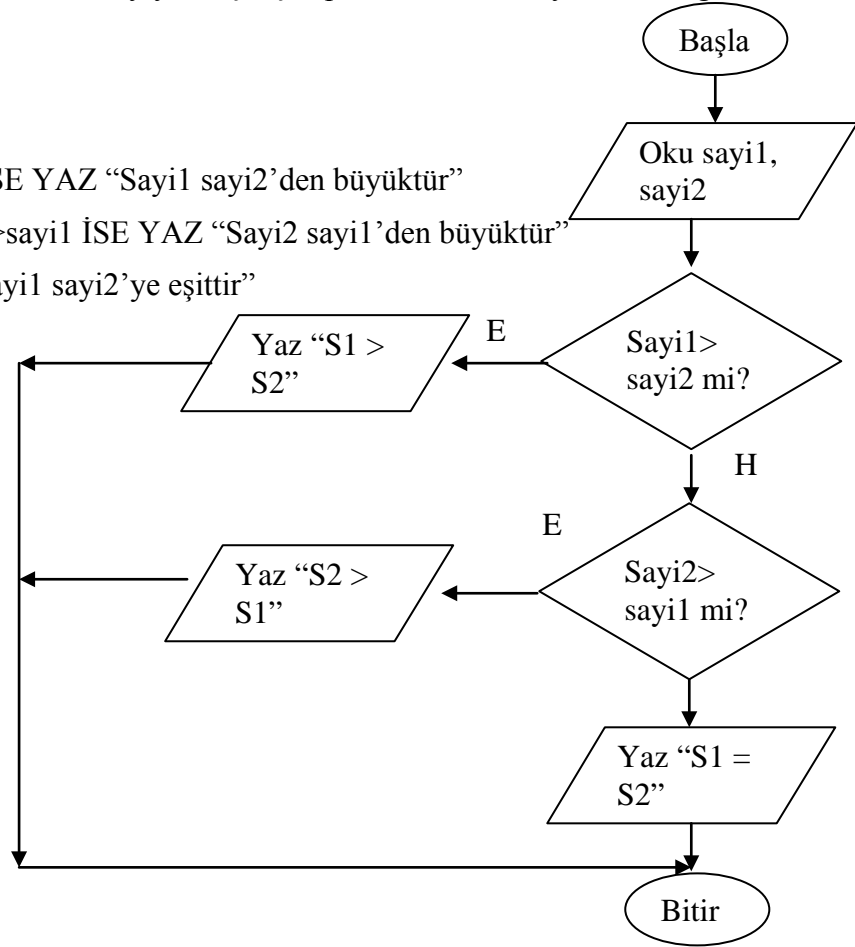 Başla
Oku sayi1,
sayi2
SE YAZ “Sayi1 sayi2’den büyüktür”
>sayi1 İSE YAZ “Sayi2 sayi1’den büyüktür”
ayi1 sayi2’ye eşittir”
Yaz “S1 >
S2”
E
Sayi1>
sayi2 mi?
H
E
Yaz “S2 >
S1”
Sayi2>
sayi1 mi?
Yaz “S1 =
S2”
Bitir